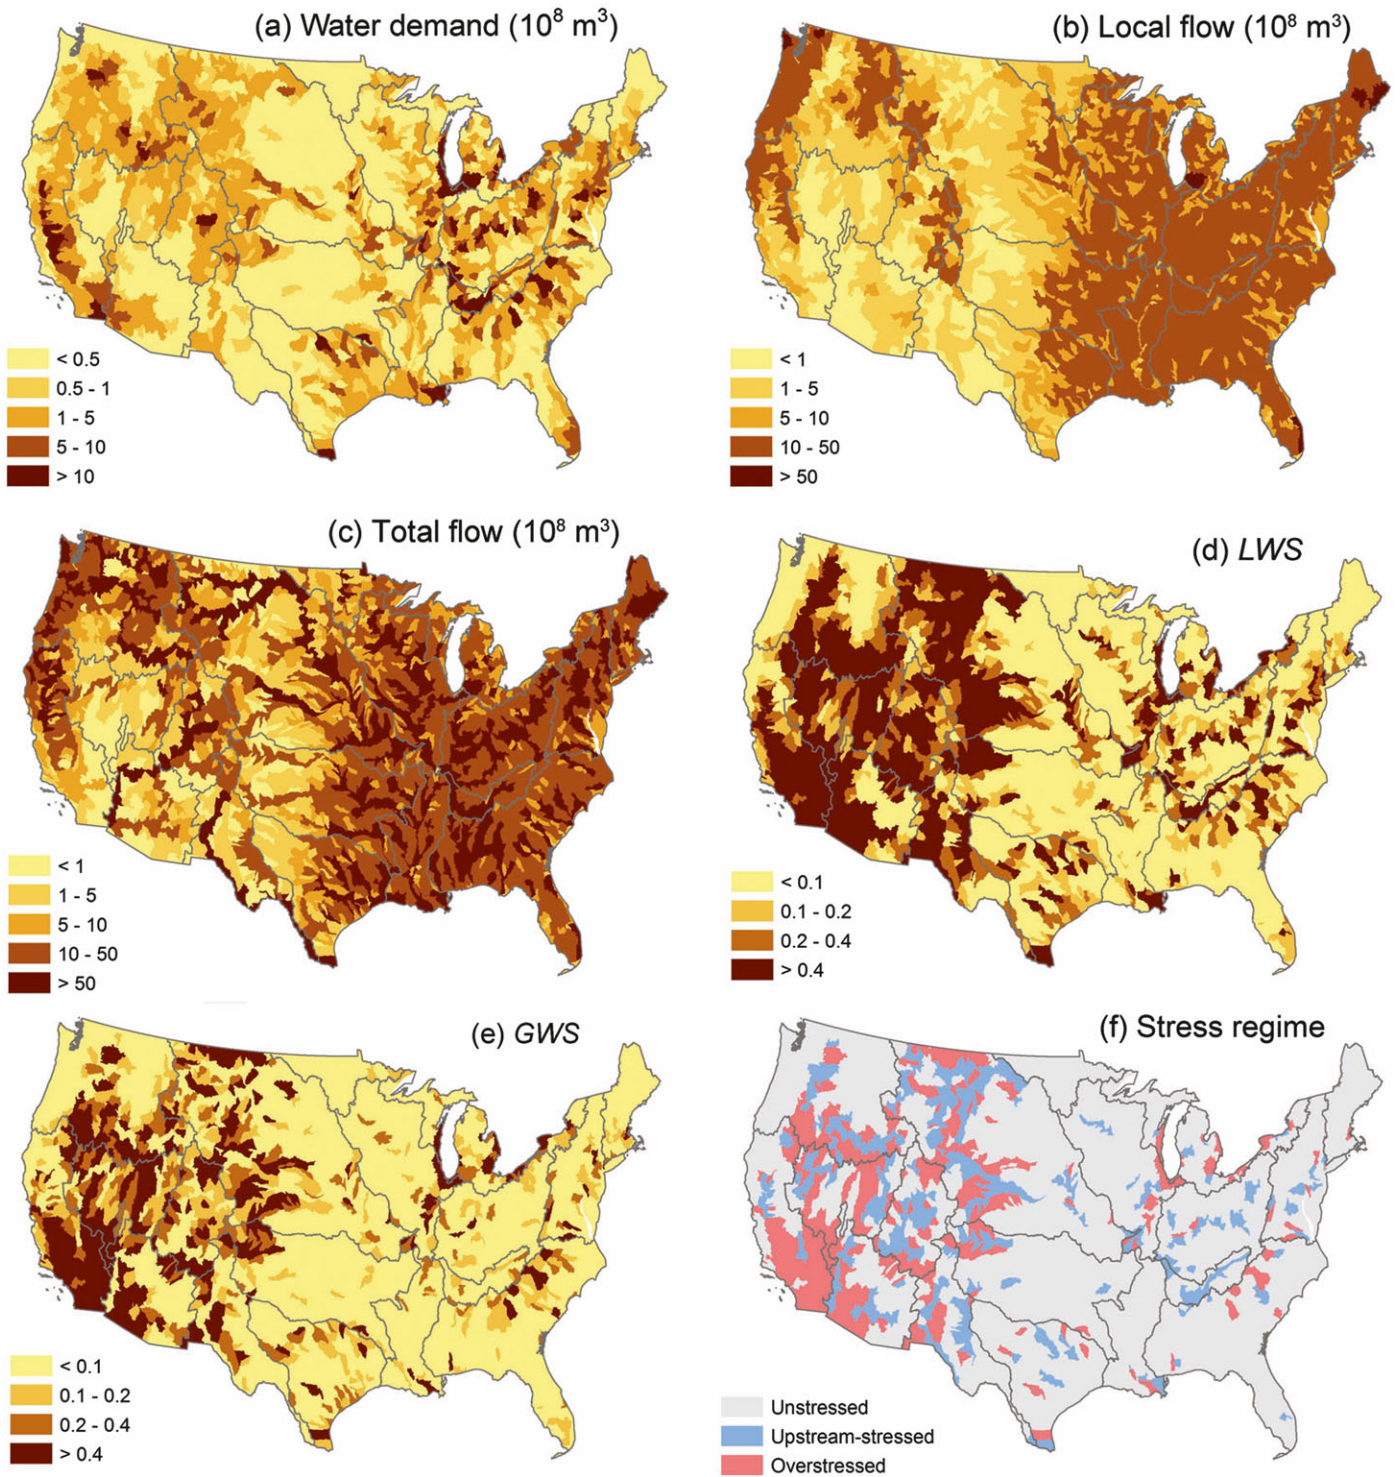 (a) Water demand (10⁸ m³)
< 0.5
0.5 - 1
1 - 5
5 - 10
> 10
(b) Local flow (10⁸ m³)
< 1
1 - 5
5 - 10
10 - 50
> 50
(c) Total flow (10⁸ m³)
< 1
1 - 5
5 - 10
10 - 50
> 50
(d) LWS
< 0.1
0.1 - 0.2
0.2 - 0.4
> 0.4
(e) GWS
< 0.1
0.1 - 0.2
0.2 - 0.4
> 0.4
(f) Stress regime
Unstressed
Upstream-stressed
Overstressed